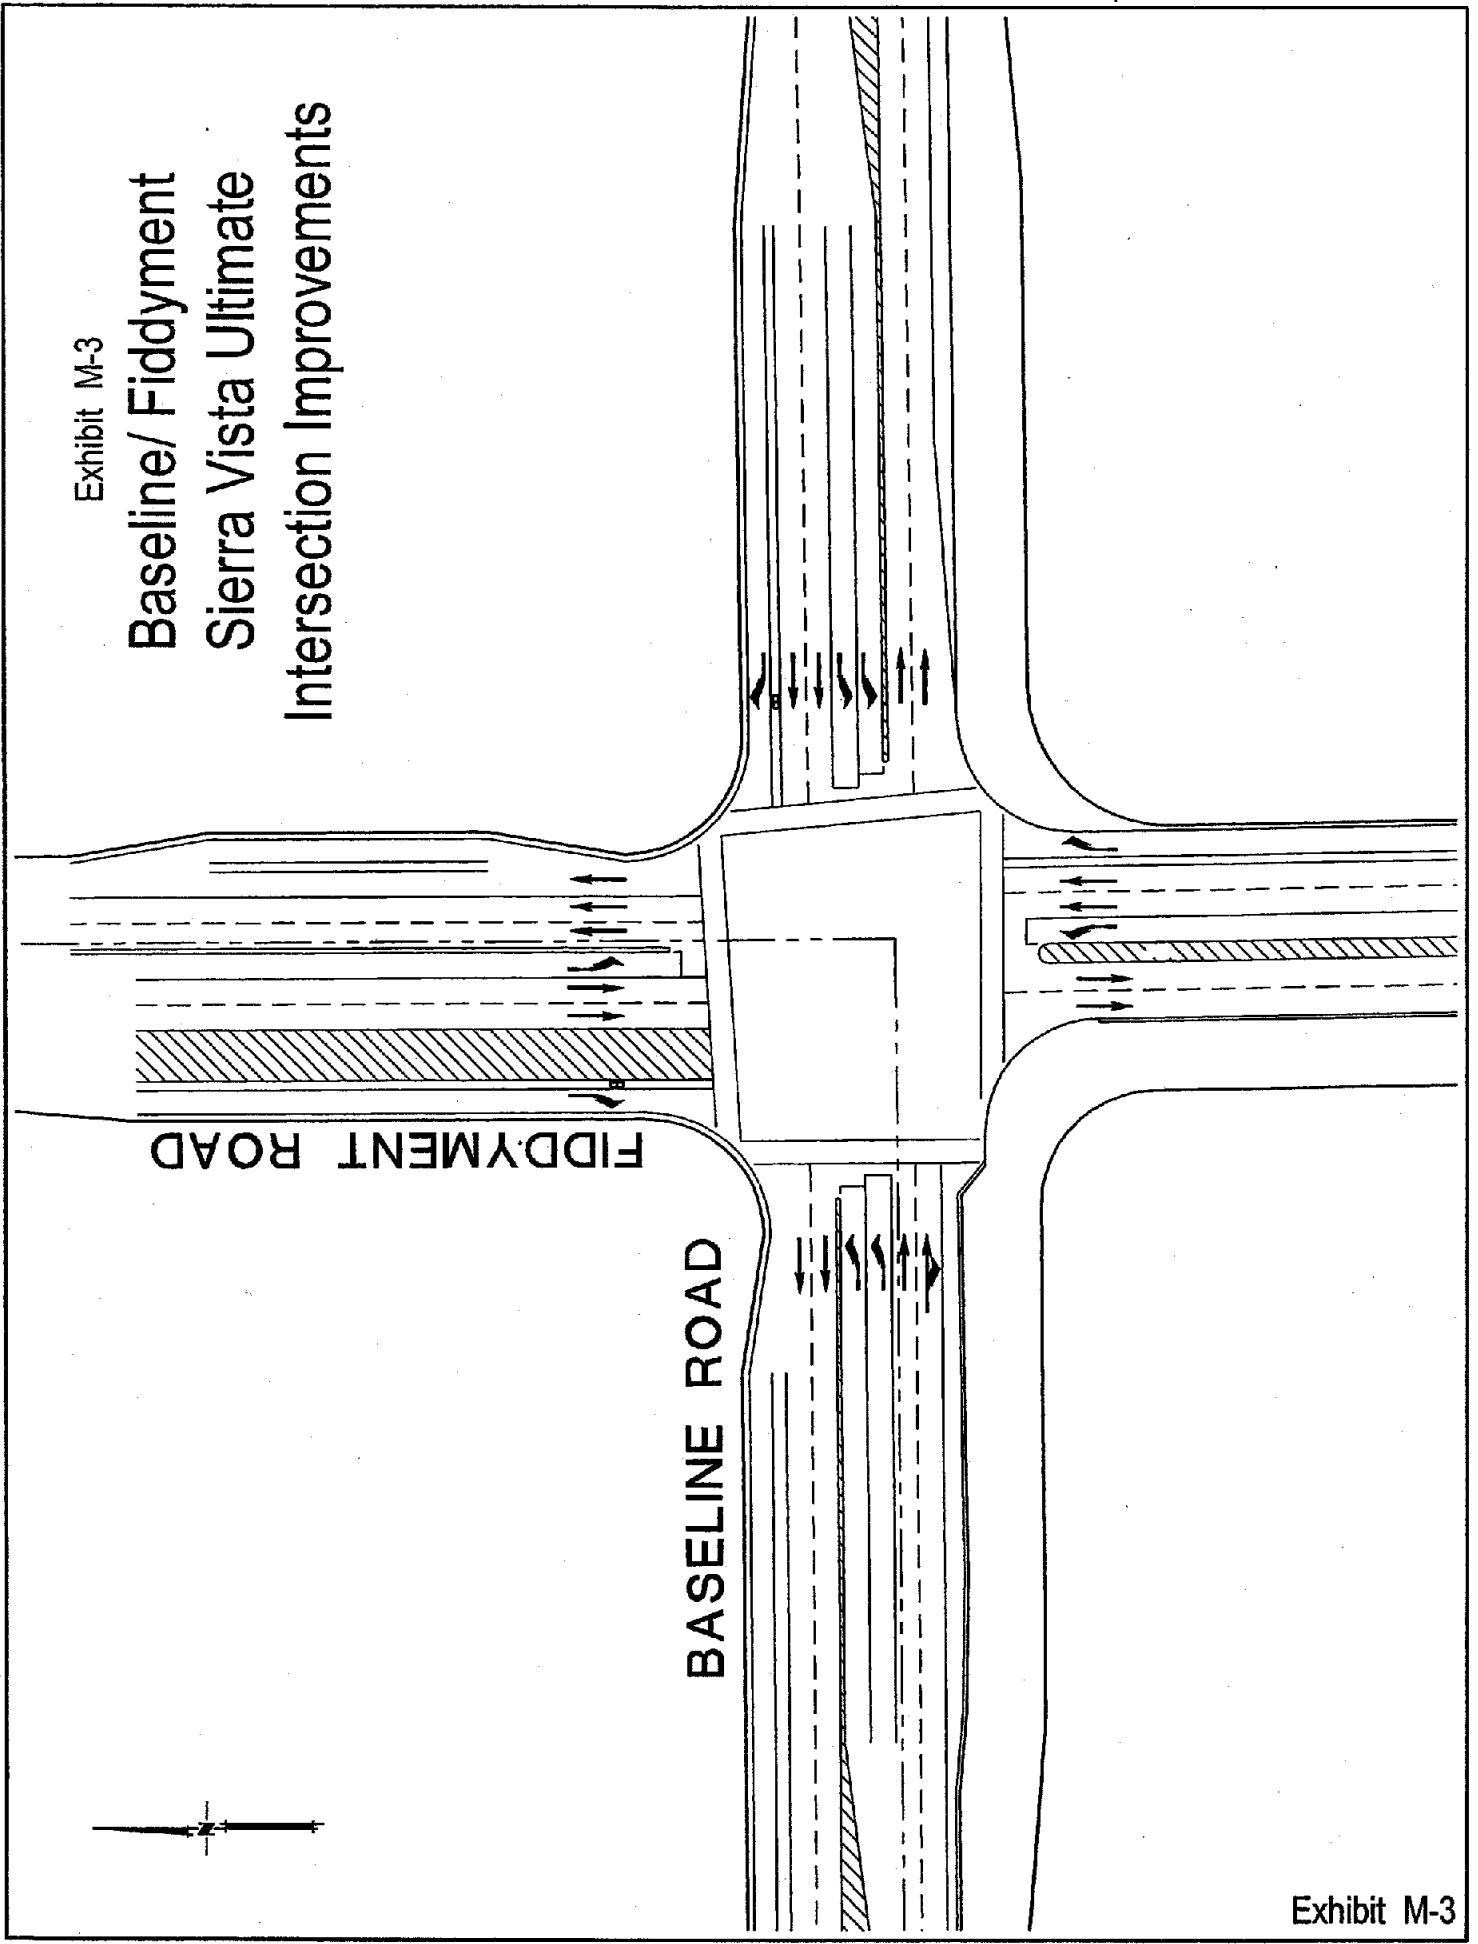 Exhibit M-3
Baseline/ Fiddyment
Sierra Vista Ultimate
Intersection Improvements
FIDDYMENT ROAD
BASELINE ROAD
Z
Exhibit M-3